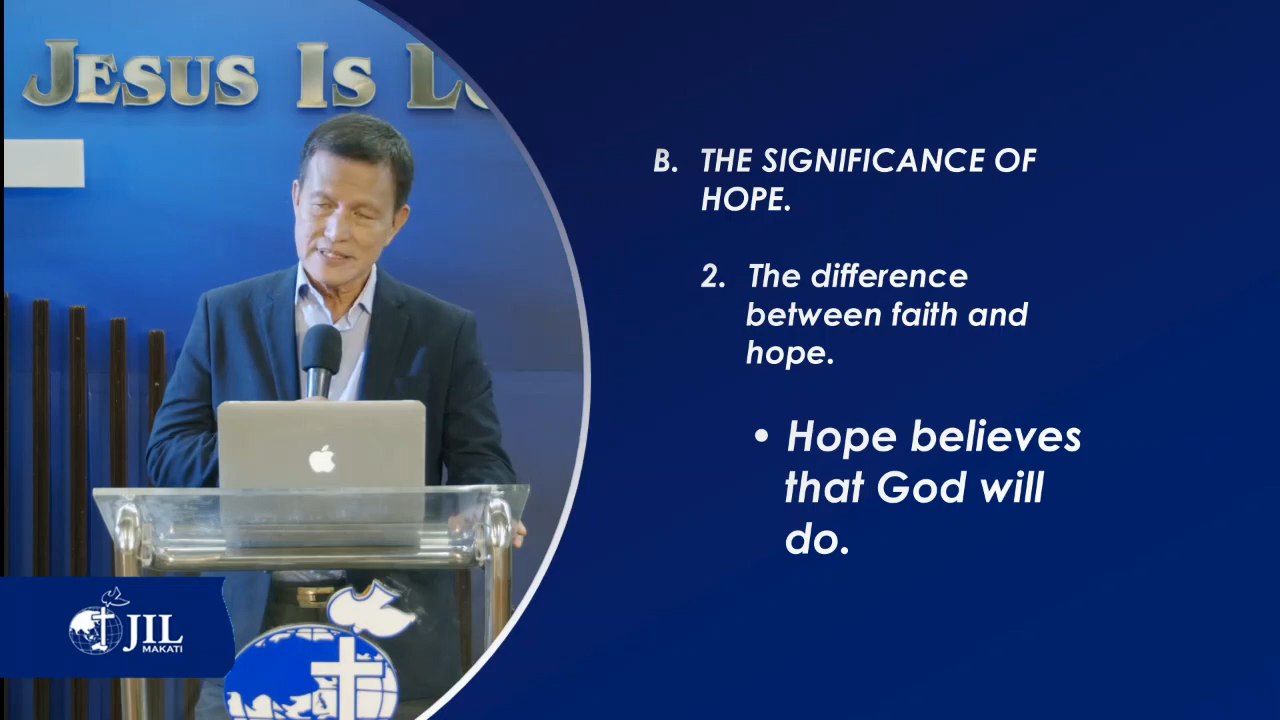 JESUS IS
B. THE SIGNIFICANCE OF
HOPE.
2. The difference
between faith and
hope.
• Hope believes
that God will
do.
JIL
MAKATI